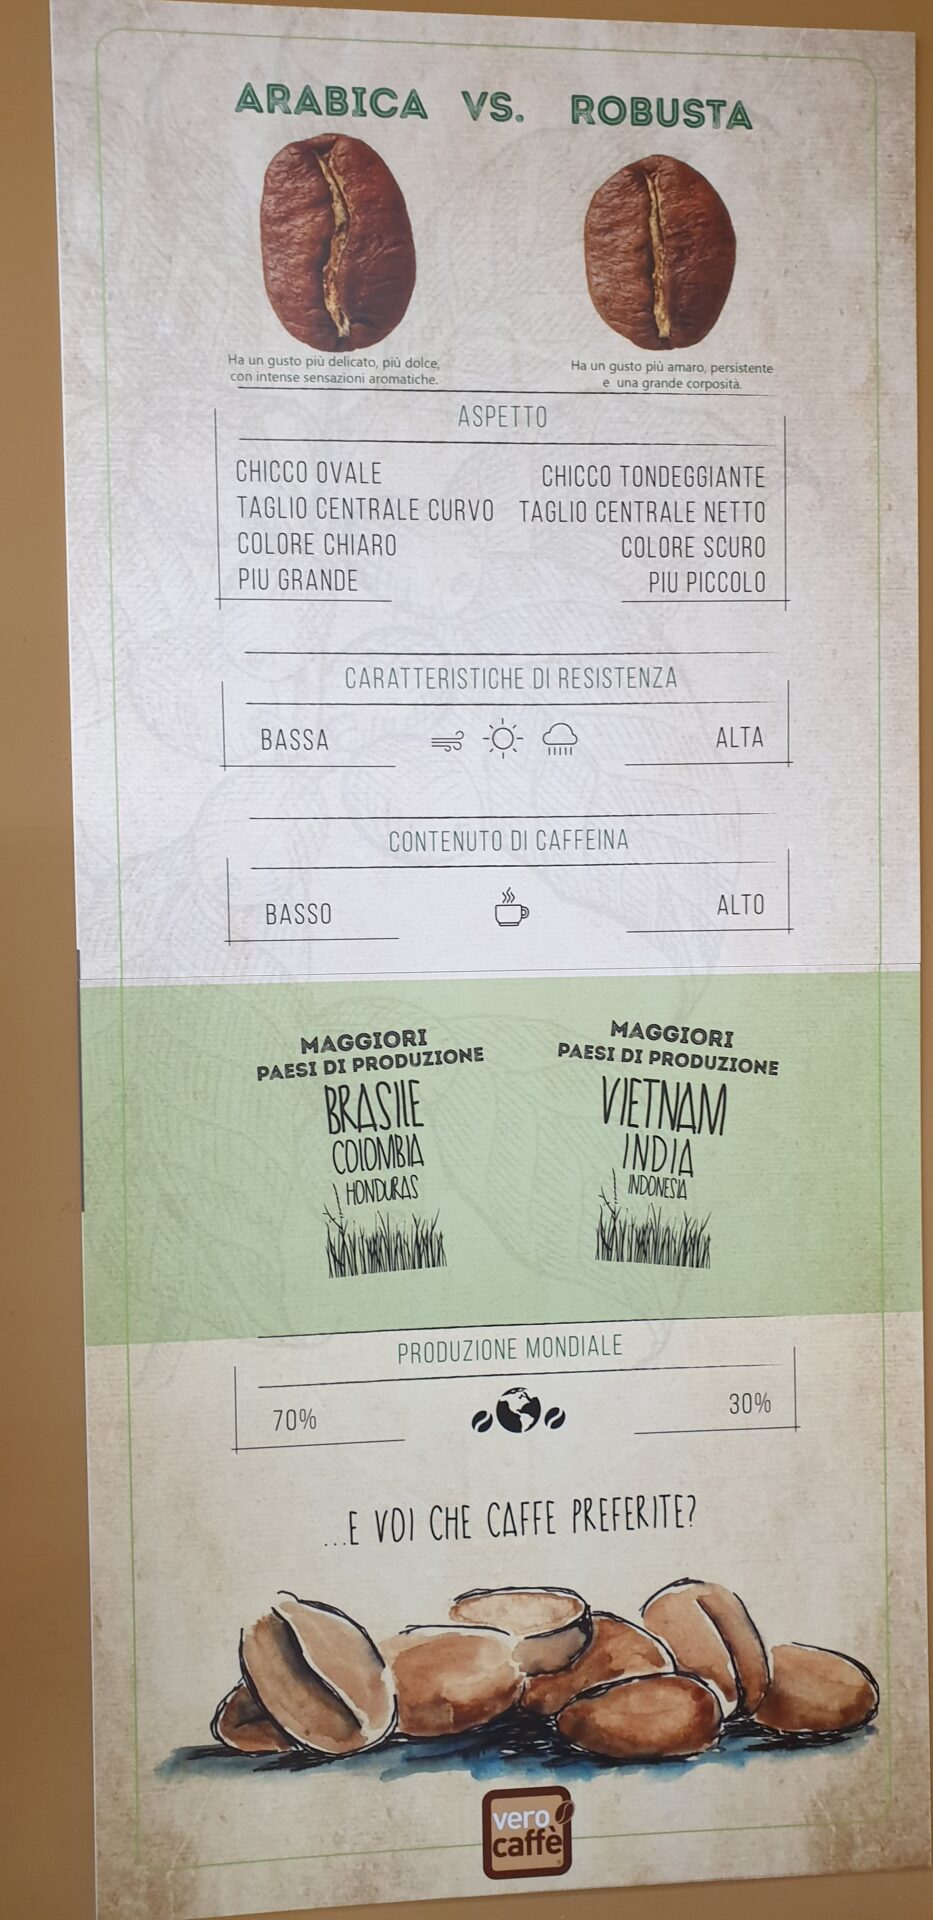 ARABICA VS. ROBUSTA
Ha un gusto più delicato, più dolce,
con intense sensazioni aromatiche.
Ha un gusto più amaro, persistente
e una grande corposità.
ASPETTO
CHICCO OVALE
TAGLIO CENTRALE CURVO
COLORE CHIARO
PIU GRANDE
CHICCO TONDEGGIANTE
TAGLIO CENTRALE NETTO
COLORE SCURO
PIU PICCOLO
CARATTERISTICHE DI RESISTENZA
BASSA
ALTA
CONTENUTO DI CAFFEINA
BASSO
ALTO
MAGGIORI
PAESI DI PRODUZIONE
BRASILE
COLOMBIA
HONDURAS
MAGGIORI
PAESI DI PRODUZIONE
VIETNAM
INDIA
INDONESIA
PRODUZIONE MONDIALE
70%
30%
...E VOI CHE CAFFE PREFERITE?
vero
caffè